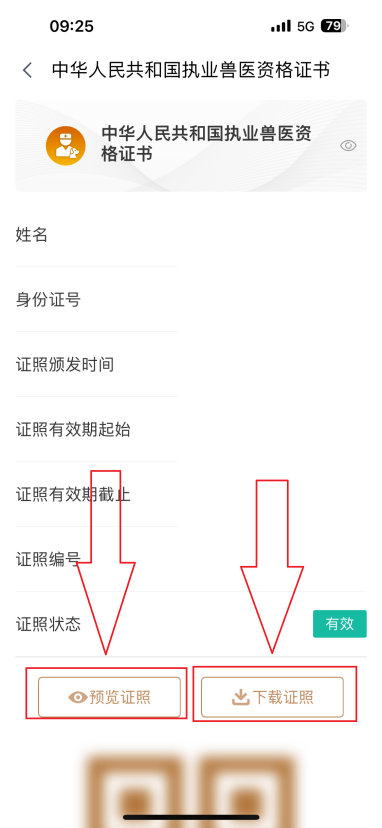 09:25
5G
79
中华人民共和国执业兽医资格证书
中华人民共和国执业兽医资
格证书
姓名
身份证号
证照颁发时间
证照有效期起始
证照有效期截止
证照编号
证照状态
有效
预览证照
下载证照